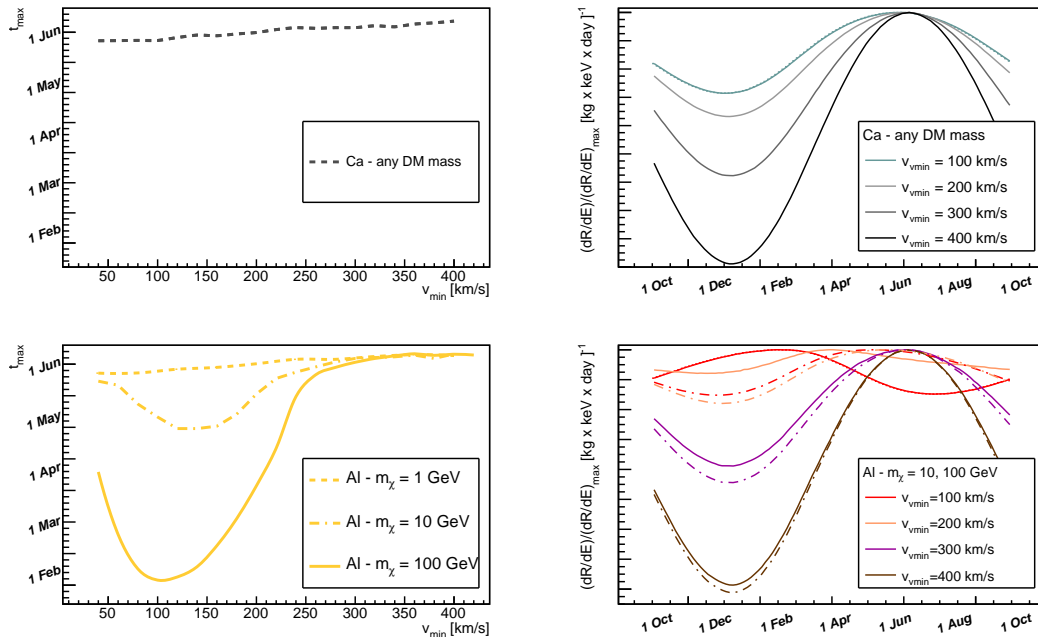 t_max
1 Jun
1 May
1 Apr
1 Mar
1 Feb
Ca - any DM mass
50 100 150 200 250 300 350 400
v_min [km/s]
(dR/dE)/(dR/dE)_max [kg x keV x day ]^-1
Ca - any DM mass
v_vmin = 100 km/s
v_vmin = 200 km/s
v_vmin = 300 km/s
v_vmin = 400 km/s
1 Oct 1 Dec 1 Feb 1 Apr 1 Jun 1 Aug 1 Oct
t_max
1 Jun
1 May
1 Apr
1 Mar
1 Feb
Al - m_χ = 1 GeV
Al - m_χ = 10 GeV
Al - m_χ = 100 GeV
50 100 150 200 250 300 350 400
v_min [km/s]
(dR/dE)/(dR/dE)_max [kg x keV x day ]^-1
Al - m_χ = 10, 100 GeV
v_vmin=100 km/s
v_vmin=200 km/s
v_vmin=300 km/s
v_vmin=400 km/s
1 Oct 1 Dec 1 Feb 1 Apr 1 Jun 1 Aug 1 Oct